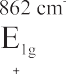 862 cm⁻
E₁g
+